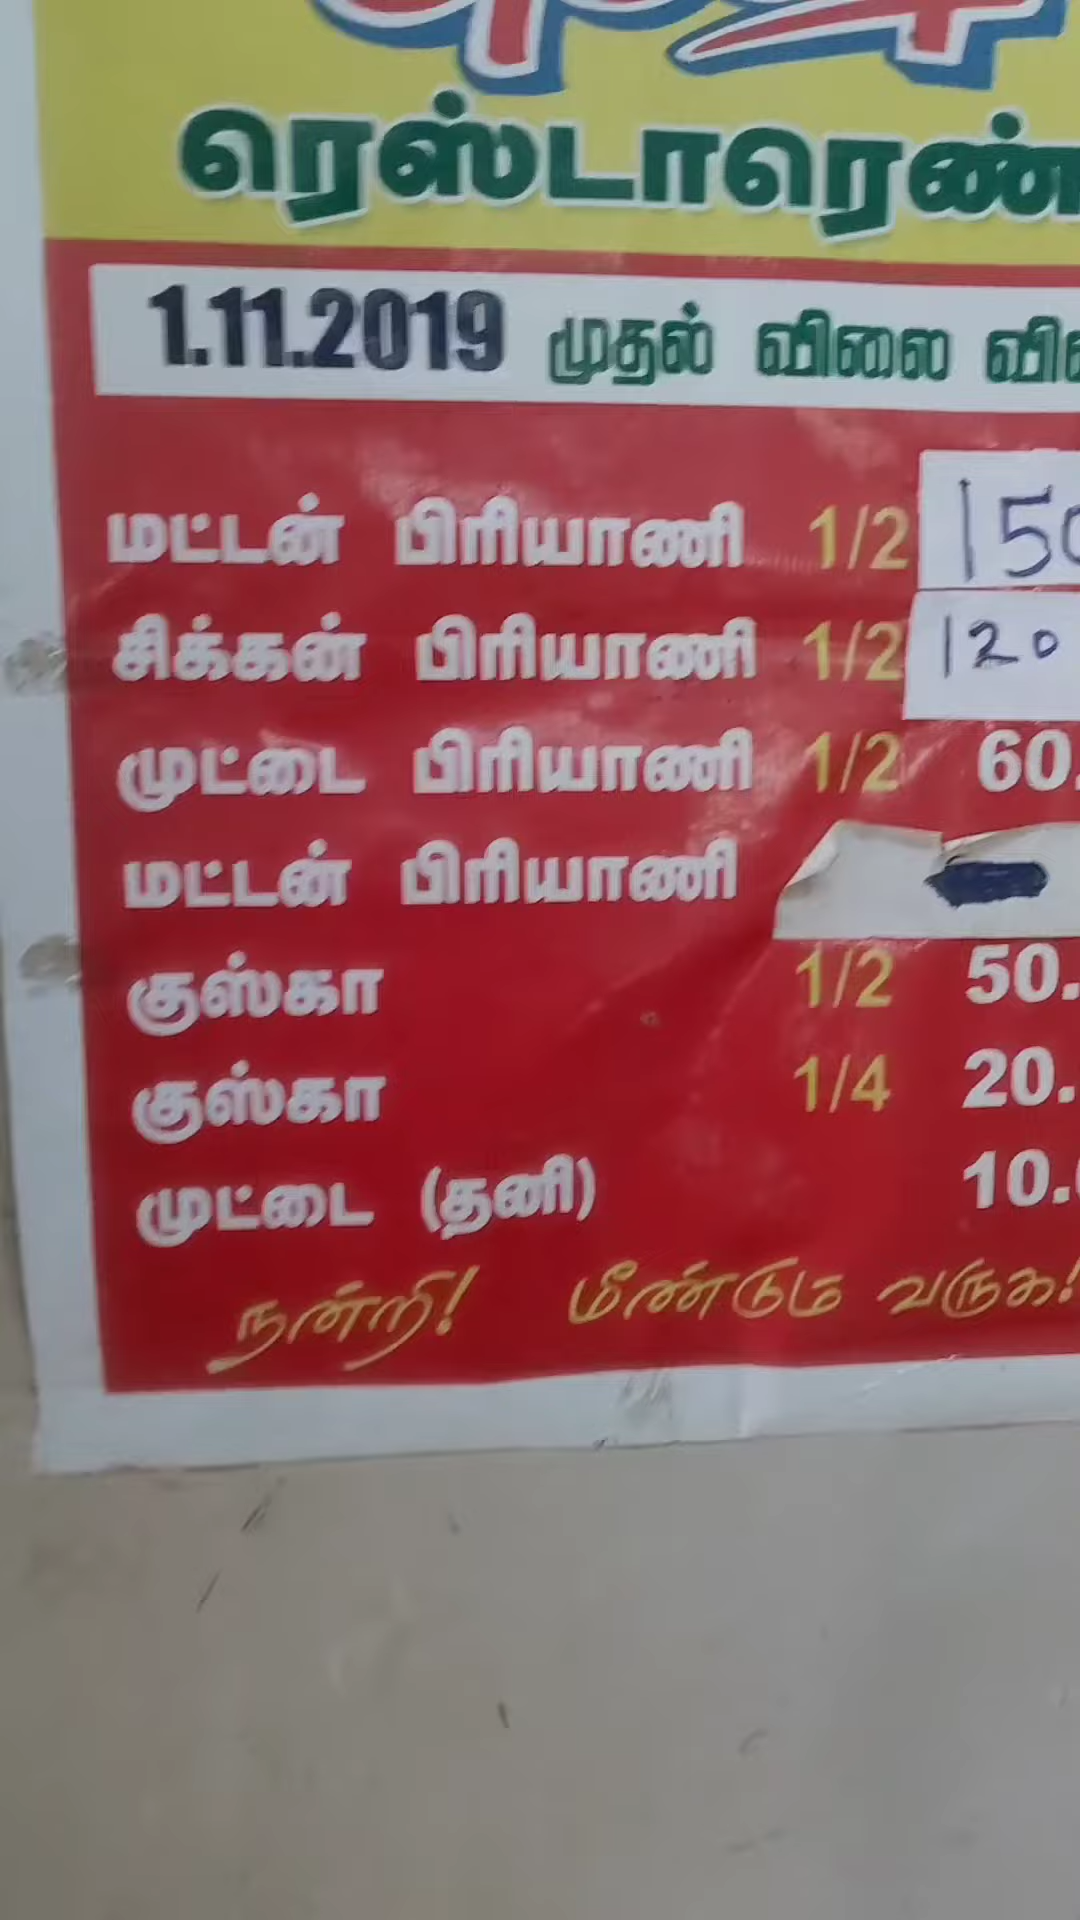 ரெஸ்டாரெண்
1.11.2019 முதல் விலை
மட்டன் பிரியாணி 1/2 150
சிக்கன் பிரியாணி 1/2 120
முட்டை பிரியாணி 1/2 60.
மட்டன் பிரியாணி
குஸ்கா 1/2 50.
குஸ்கா 1/4 20.
முட்டை (தனி) 10.
நன்றி! மீண்டும் வருக!